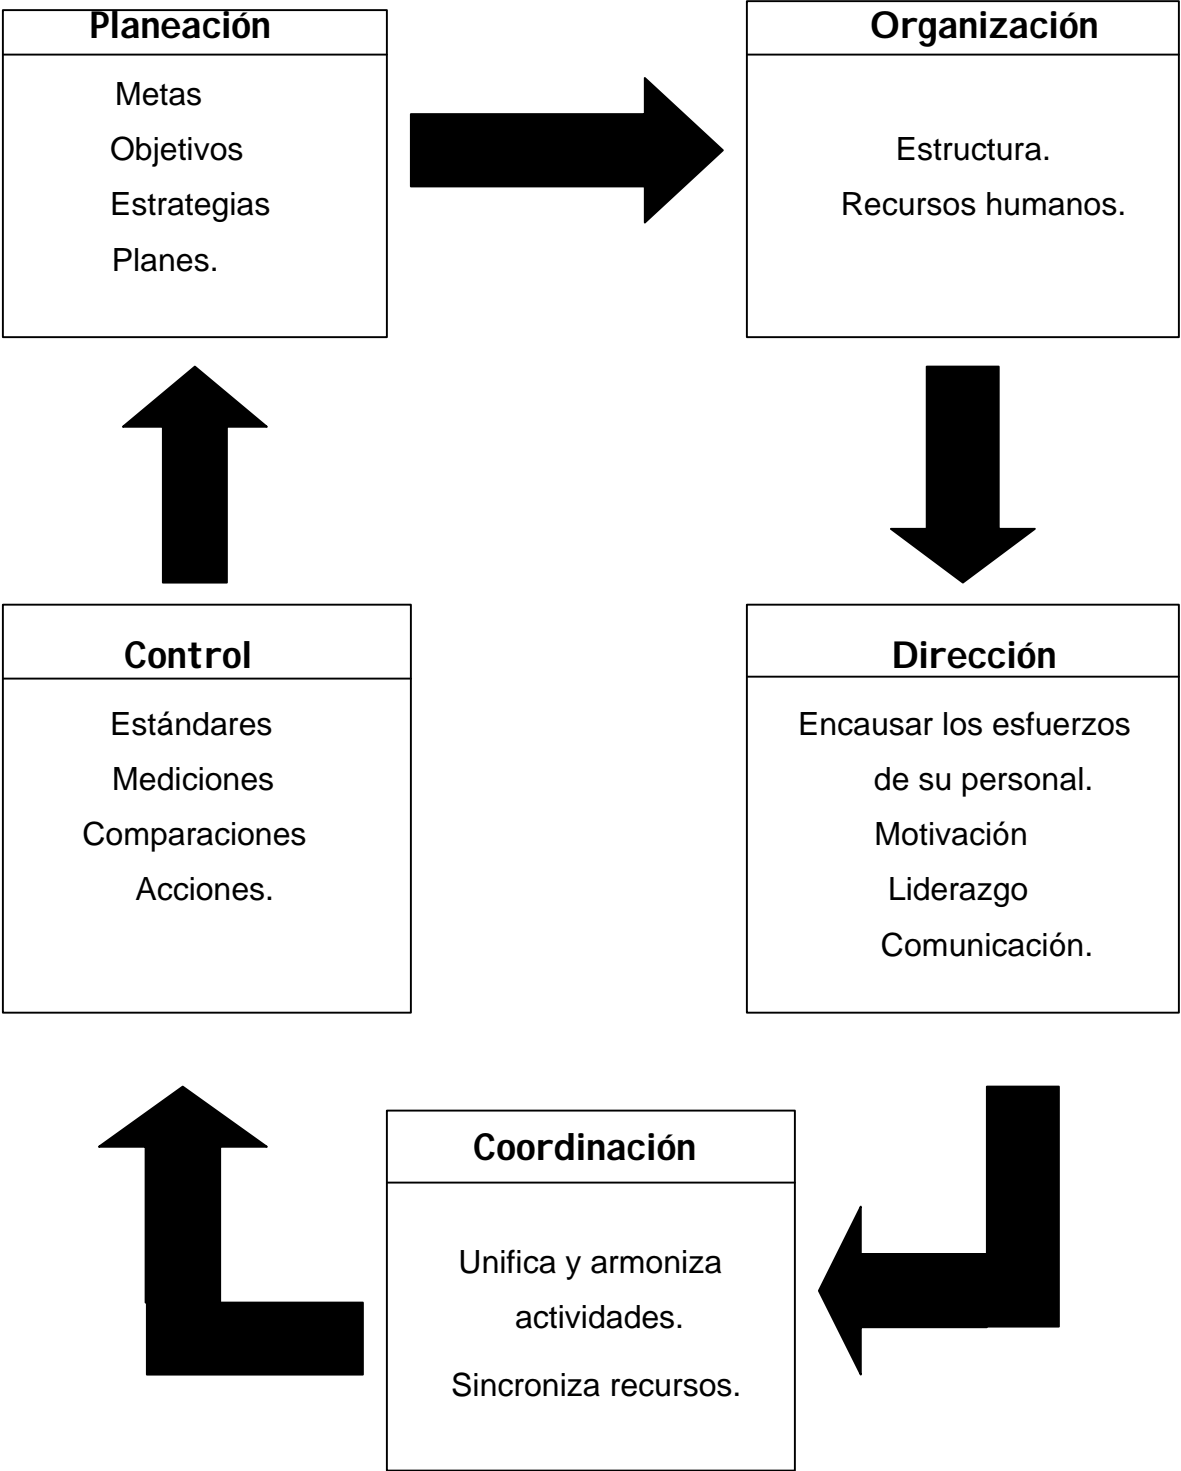 Planeación
Metas
Objetivos
Estrategias
Planes.
Organización
Estructura.
Recursos humanos.
Dirección
Encausar los esfuerzos
de su personal.
Motivación
Liderazgo
Comunicación.
Coordinación
Unifica y armoniza
actividades.
Sincroniza recursos.
Control
Estándares
Mediciones
Comparaciones
Acciones.